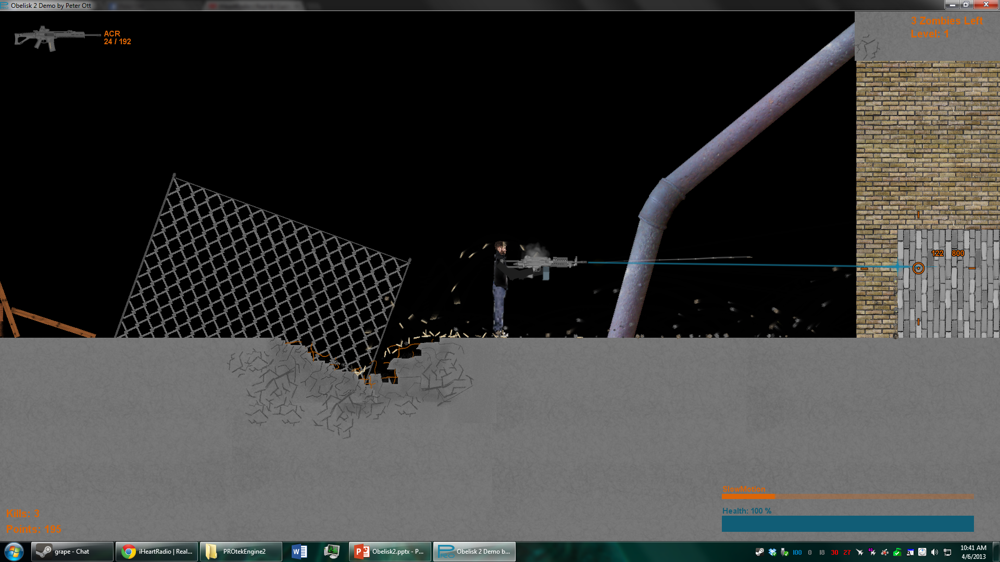 Obelisk 2 Demo by Peter Ott
ACR
24 / 192
3 Zombies Left
Level: 1
122 800
SlowMotion
Health: 100 %
Kills: 3
Points: 195
grape - Chat
iHeartRadio | Real...
PROtekEngine2
Obelisk2.pptx - P...
PRO
Obelisk 2 Demo b...
100 0 18 30 27
10:41 AM
4/6/2013